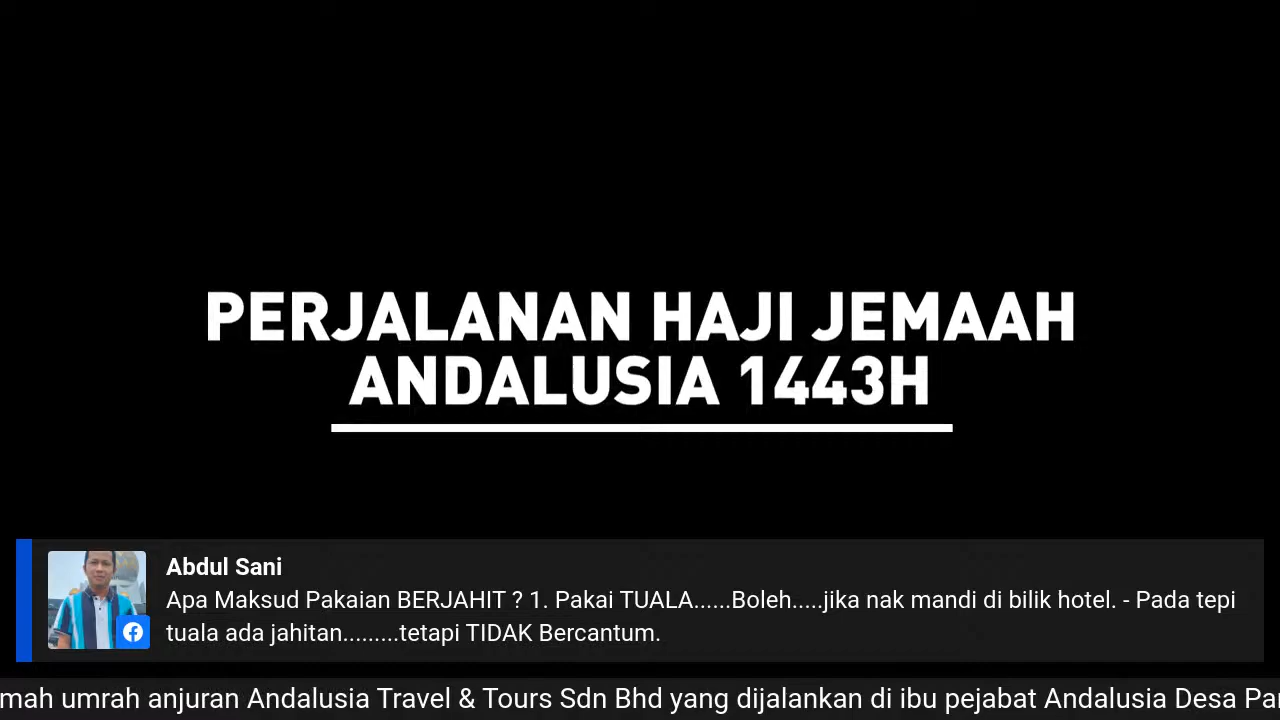 PERJALANAN HAJI JEMAAH
ANDALUSIA 1443H
Abdul Sani
Apa Maksud Pakaian BERJAHIT ? 1. Pakai TUALA......Boleh.....jika nak mandi di bilik hotel. - Pada tepi
tuala ada jahitan.........tetapi TIDAK Bercantum.
mah umrah anjuran Andalusia Travel & Tours Sdn Bhd yang dijalankan di ibu pejabat Andalusia Desa